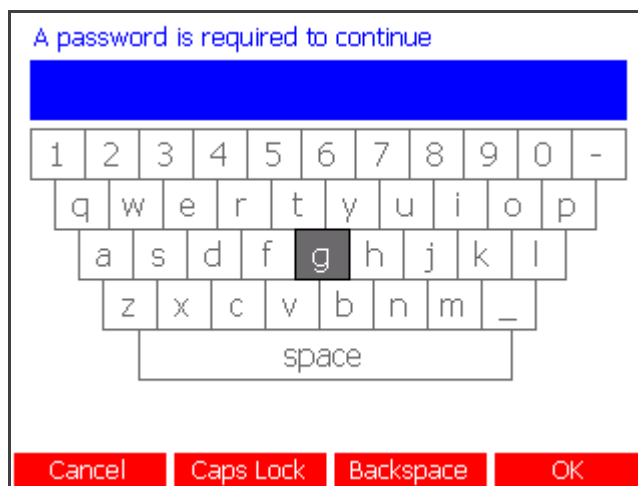 A password is required to continue
1 2 3 4 5 6 7 8 9 0 -
q w e r t y u i o p
a s d f g h j k l
z x c v b n m _
space
Cancel Caps Lock Backspace OK